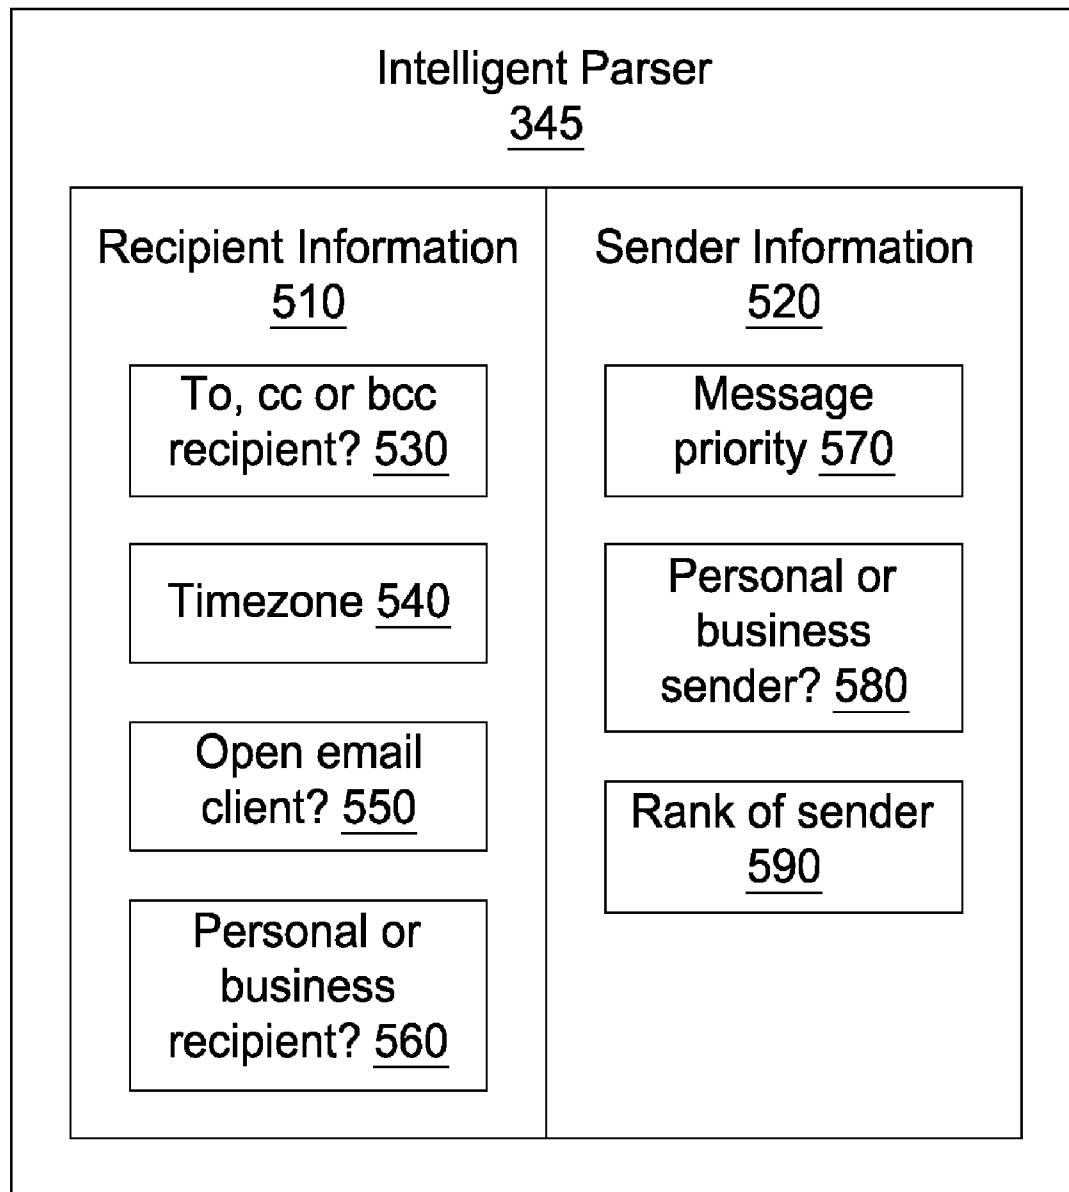 Intelligent Parser
345
Recipient Information
510
To, cc or bcc
recipient? 530
Timezone 540
Open email
client? 550
Personal or
business
recipient? 560
Sender Information
520
Message
priority 570
Personal or
business
sender? 580
Rank of sender
590